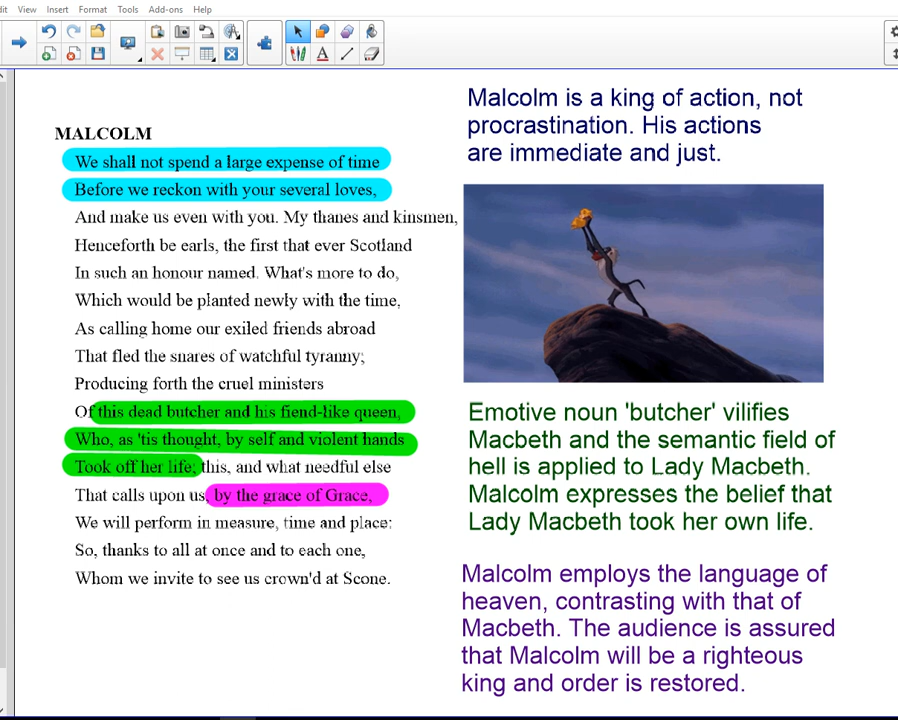 dit View Insert Format Tools Add-ons Help
MALCOLM
We shall not spend a large expense of time
Before we reckon with your several loves,
And make us even with you. My thanes and kinsmen,
Henceforth be earls, the first that ever Scotland
In such an honour named. What's more to do,
Which would be planted newly with the time,
As calling home our exiled friends abroad
That fled the snares of watchful tyranny;
Producing forth the cruel ministers
Of this dead butcher and his fiend-like queen,
Who, as 'tis thought, by self and violent hands
Took off her life; this, and what needful else
That calls upon us, by the grace of Grace,
We will perform in measure, time and place:
So, thanks to all at once and to each one,
Whom we invite to see us crown'd at Scone.
Malcolm is a king of action, not
procrastination. His actions
are immediate and just.
Emotive noun 'butcher' vilifies
Macbeth and the semantic field of
hell is applied to Lady Macbeth.
Malcolm expresses the belief that
Lady Macbeth took her own life.
Malcolm employs the language of
heaven, contrasting with that of
Macbeth. The audience is assured
that Malcolm will be a righteous
king and order is restored.